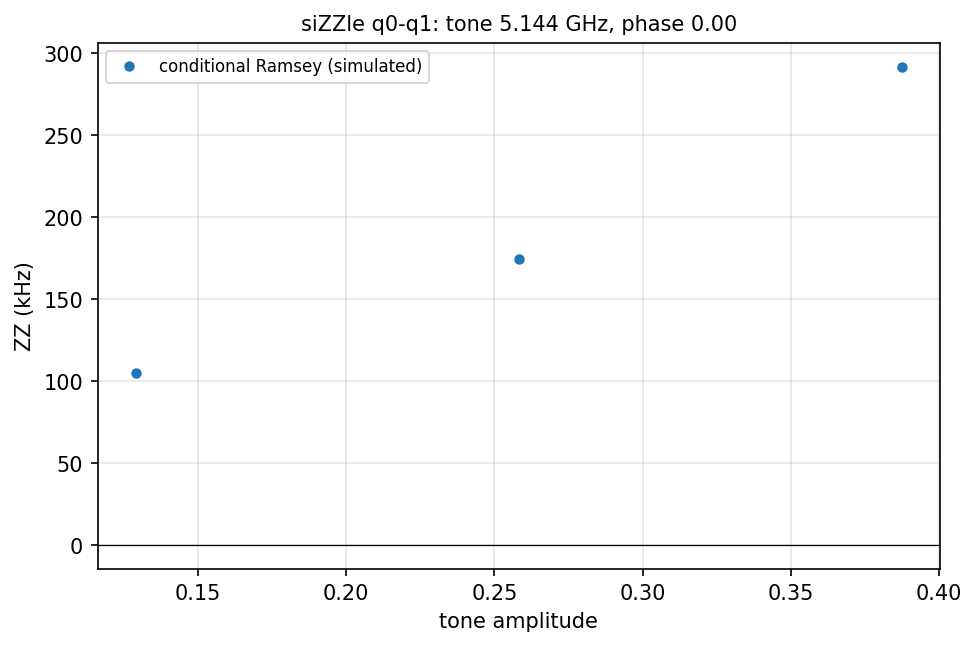 siZZle q0-q1: tone 5.144 GHz, phase 0.00
conditional Ramsey (simulated)
300
250
200
150
100
50
0
ZZ (kHz)
0.15 0.20 0.25 0.30 0.35 0.40
tone amplitude